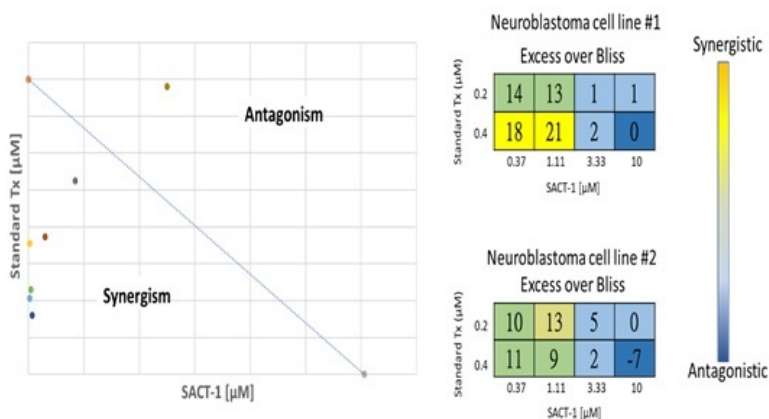 Standard Tx [µM]
Antagonism
Synergism
SACT-1 [µM]
Neuroblastoma cell line #1
Excess over Bliss
Standard Tx (µM)
0.2 14 13 1 1
0.4 18 21 2 0
0.37 1.11 3.33 10
SACT-1 [µM]
Neuroblastoma cell line #2
Excess over Bliss
Standard Tx (µM)
0.2 10 13 5 0
0.4 11 9 2 -7
0.37 1.11 3.33 10
SACT-1 [µM]
Synergistic
Antagonistic